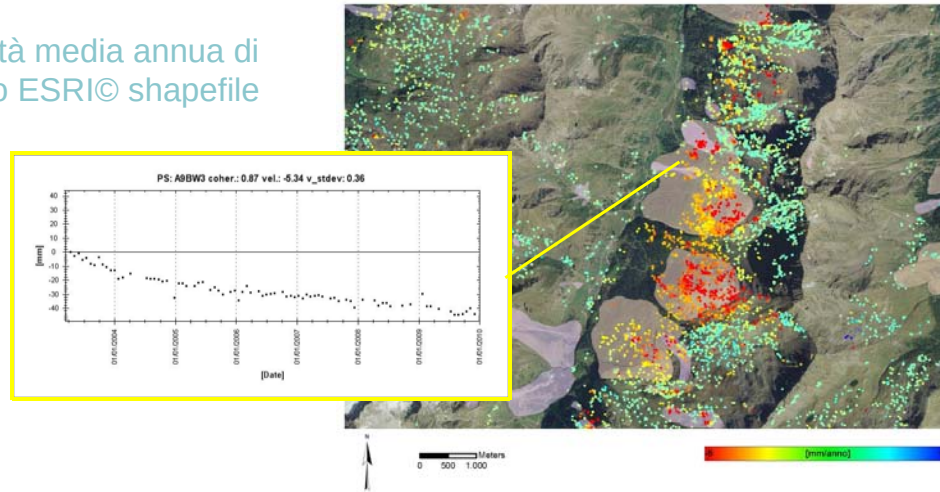 tà media annua di
o ESRI© shapefile
PS: A9BW3 coher.: 0.87 vel.: -5.34 v_stdev: 0.36
40
30
20
10
0
-10
-20
-30
-40
[mm]
01/01/2004
01/01/2005
01/01/2006
01/01/2007
01/01/2008
01/01/2009
01/01/2010
[Date]
N
Meters
0 500 1.000
[mm/anno]